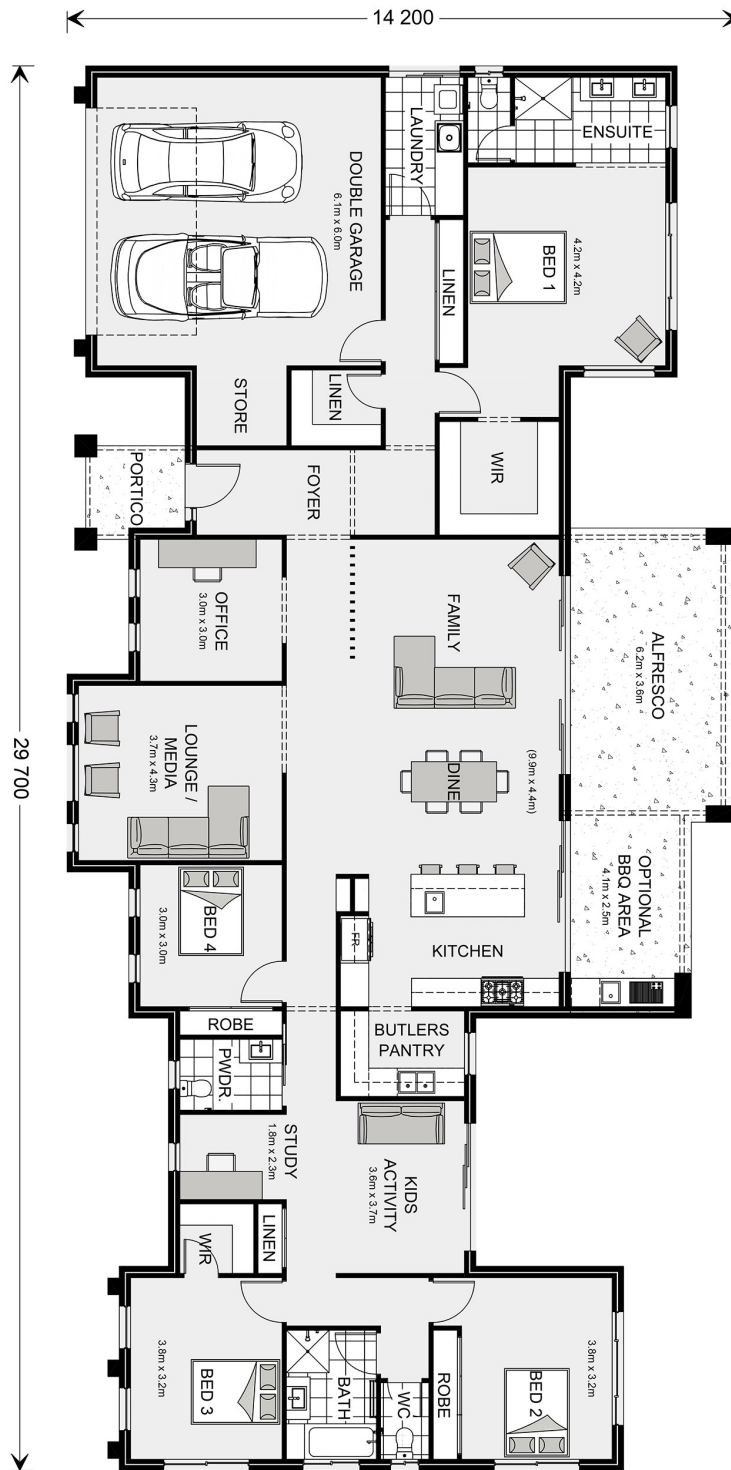 14 200
29 700
LAUNDRY
ENSUITE
DOUBLE GARAGE
6.1m x 6.0m
BED 1
4.2m x 4.2m
LINEN
LINEN
STORE
WIR
PORTICO
FOYER
OFFICE
3.0m x 3.0m
FAMILY
ALFRESCO
6.2m x 3.6m
LOUNGE /
MEDIA
3.7m x 4.3m
DINE
(9.9m x 4.4m)
OPTIONAL
BBQ AREA
4.1m x 2.5m
BED 4
3.0m x 3.0m
FR
KITCHEN
ROBE
BUTLERS
PANTRY
PWDR.
STUDY
1.8m x 2.3m
KIDS
ACTIVITY
3.6m x 3.7m
WIR
LINEN
BED 3
3.8m x 3.2m
BATH
WC
ROBE
BED 2
3.8m x 3.2m